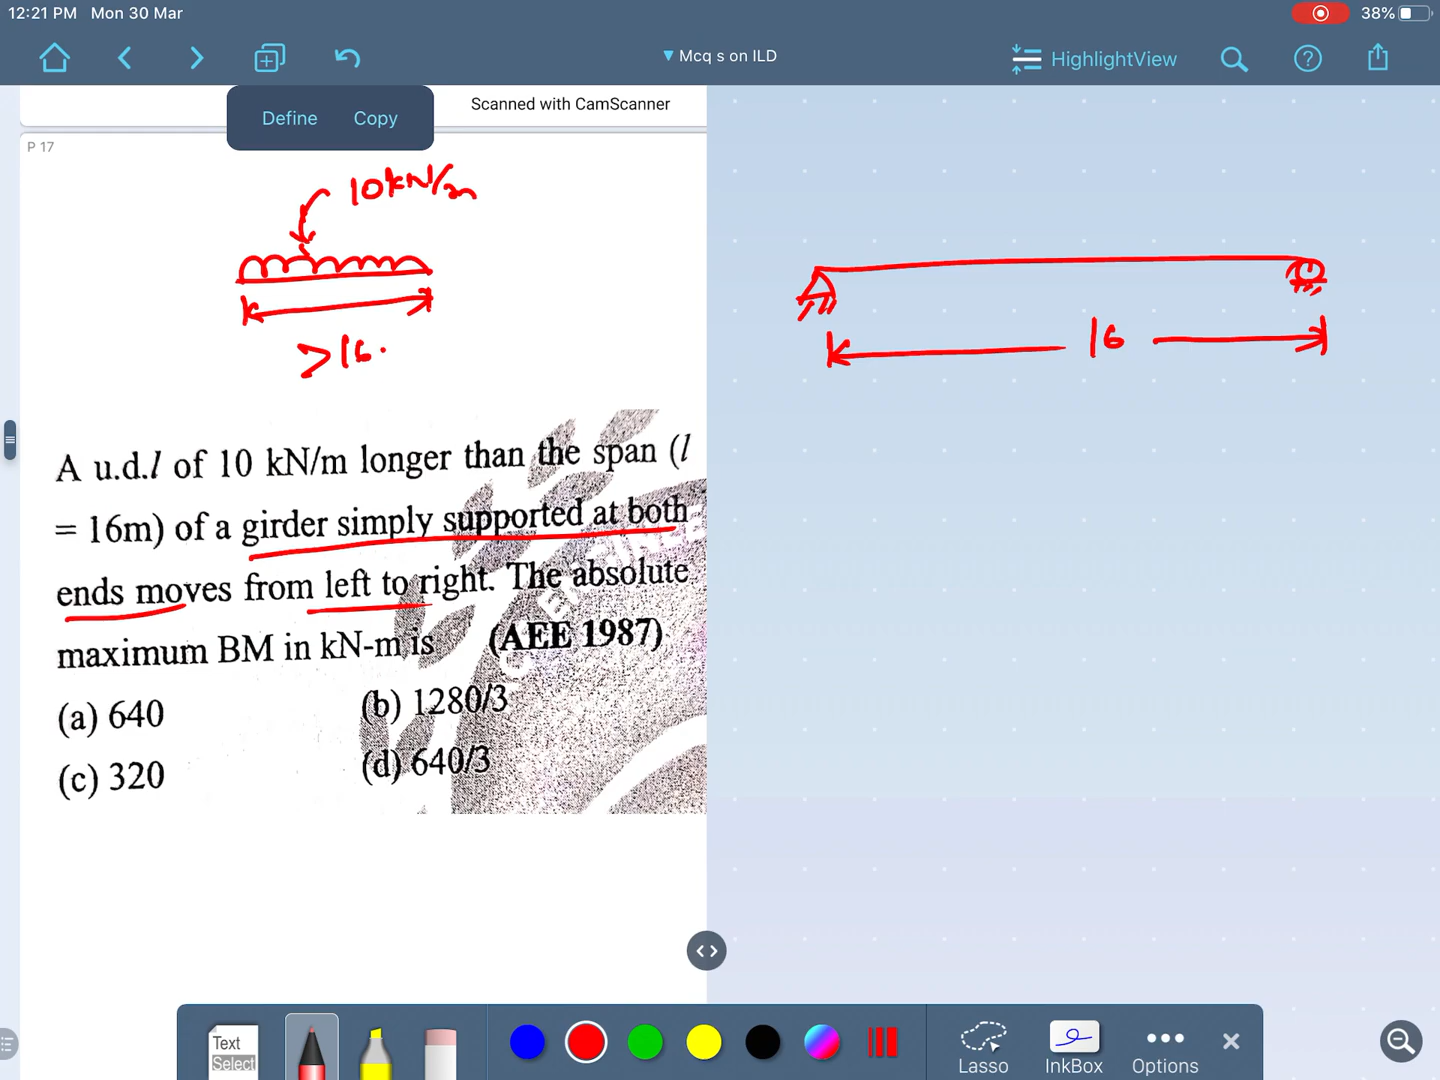 12:21 PM Mon 30 Mar
38%
▼ Mcq s on ILD
HighlightView
Define Copy
Scanned with CamScanner
P 17
10kN/m
>16.
16
A u.d.l of 10 kN/m longer than the span (l
= 16m) of a girder simply supported at both
ends moves from left to right. The absolute
maximum BM in kN-m is (AEE 1987)
(a) 640 (b) 1280/3
(c) 320 (d) 640/3
Text
Select
Lasso
InkBox
Options